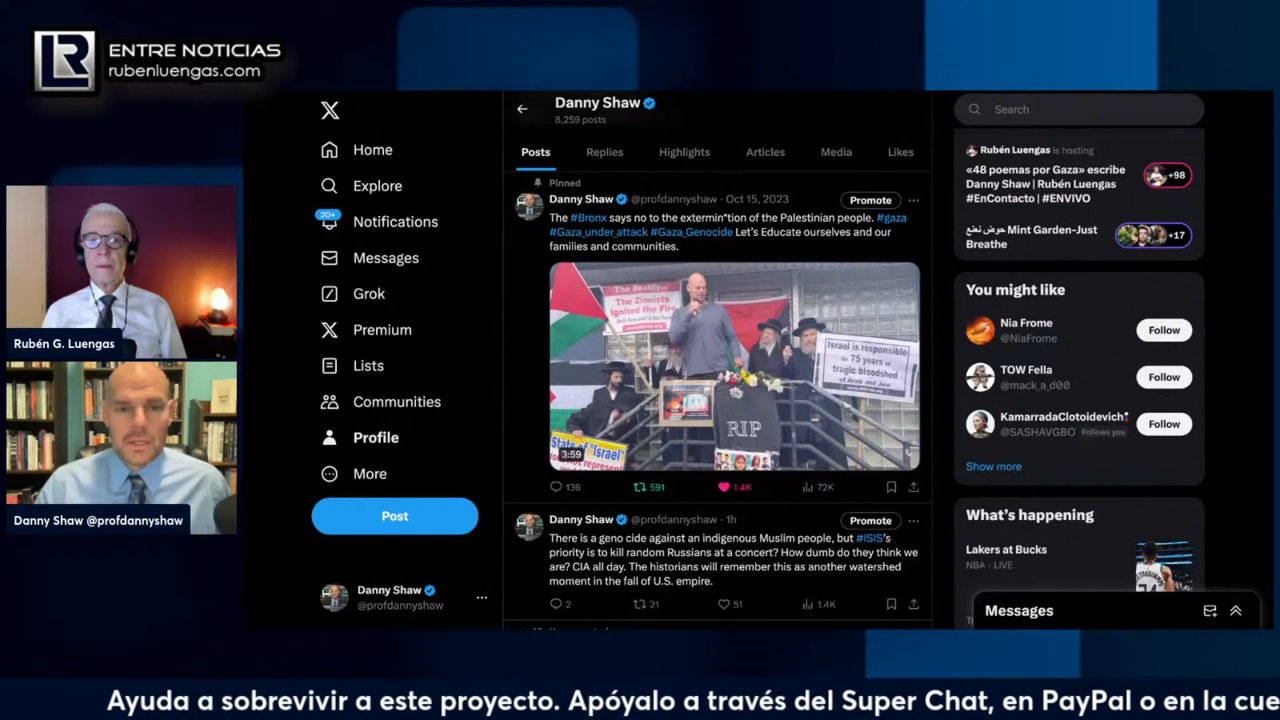 LR
ENTRE NOTICIAS
rubenluengas.com
Rubén G. Luengas
Danny Shaw @profdannyshaw
X
Home
Explore
20+
Notifications
Messages
Grok
Premium
Lists
Communities
Profile
More
Post
Danny Shaw
@profdannyshaw
Danny Shaw
8,259 posts
Posts Replies Highlights Articles Media Likes
Pinned
Danny Shaw @profdannyshaw · Oct 15, 2023
Promote
The #Bronx says no to the extermin*tion of the Palestinian people. #gaza
#Gaza_under_attack #Gaza_Genocide Let's Educate ourselves and our
families and communities.
The Reality
The Zionists
Ignited the Fire
Israel is responsible
for 75 years of
tragic bloodshed
of Arab and Jew
RIP
State of "Israel"
3:59
136 591 1.4K 72K
Danny Shaw @profdannyshaw · 1h
Promote
There is a geno cide against an indigenous Muslim people, but #ISIS's
priority is to kill random Russians at a concert? How dumb do they think we
are? CIA all day. The historians will remember this as another watershed
moment in the fall of U.S. empire.
2 21 51 1.4K
Search
Rubén Luengas is hosting
«48 poemas por Gaza» escribe
Danny Shaw | Rubén Luengas
#EnContacto | #ENVIVO
+98
حوض نعنع Mint Garden-Just
Breathe
+17
You might like
Nia Frome
@NiaFrome
Follow
TOW Fella
@mack_a_d00
Follow
KamarradaClotoidevich
@SASHAVGBO Follows you
Follow
Show more
What's happening
Lakers at Bucks
NBA · LIVE
Messages
Ayuda a sobrevivir a este proyecto. Apóyalo a través del Super Chat, en PayPal o en la cue